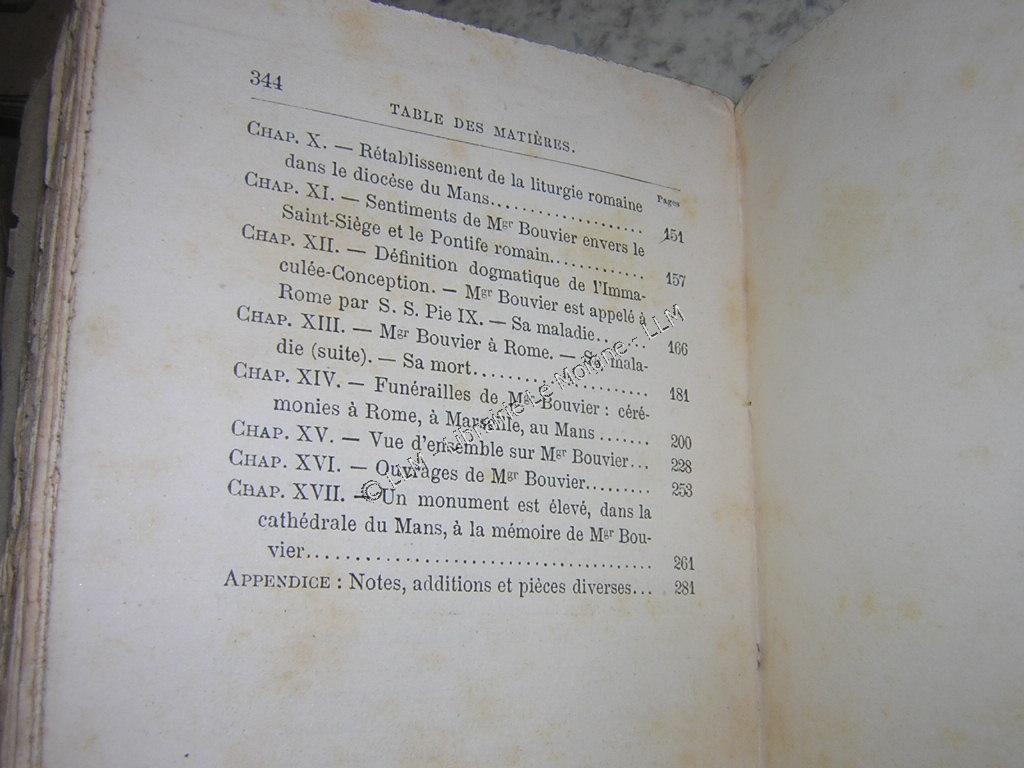 344
TABLE DES MATIÈRES.
Pages
CHAP. X. — Rétablissement de la liturgie romaine
dans le diocèse du Mans................... 151
CHAP. XI. — Sentiments de Mgr Bouvier envers le
Saint-Siège et le Pontife romain............. 157
CHAP. XII. — Définition dogmatique de l'Imma-
culée-Conception. — Mgr Bouvier est appelé à
Rome par S. S. Pie IX. — Sa maladie....... 166
CHAP. XIII. — Mgr Bouvier à Rome. — Sa mala-
die (suite). — Sa mort...................... 181
CHAP. XIV. — Funérailles de Mgr Bouvier : céré-
monies à Rome, à Marseille, au Mans ....... 200
CHAP. XV. — Vue d'ensemble sur Mgr Bouvier... 228
CHAP. XVI. — Ouvrages de Mgr Bouvier......... 253
CHAP. XVII. — Un monument est élevé, dans la
cathédrale du Mans, à la mémoire de Mgr Bou-
vier....................................... 261
APPENDICE : Notes, additions et pièces diverses... 281
© LLM - Librairie Le Moigne - LLM